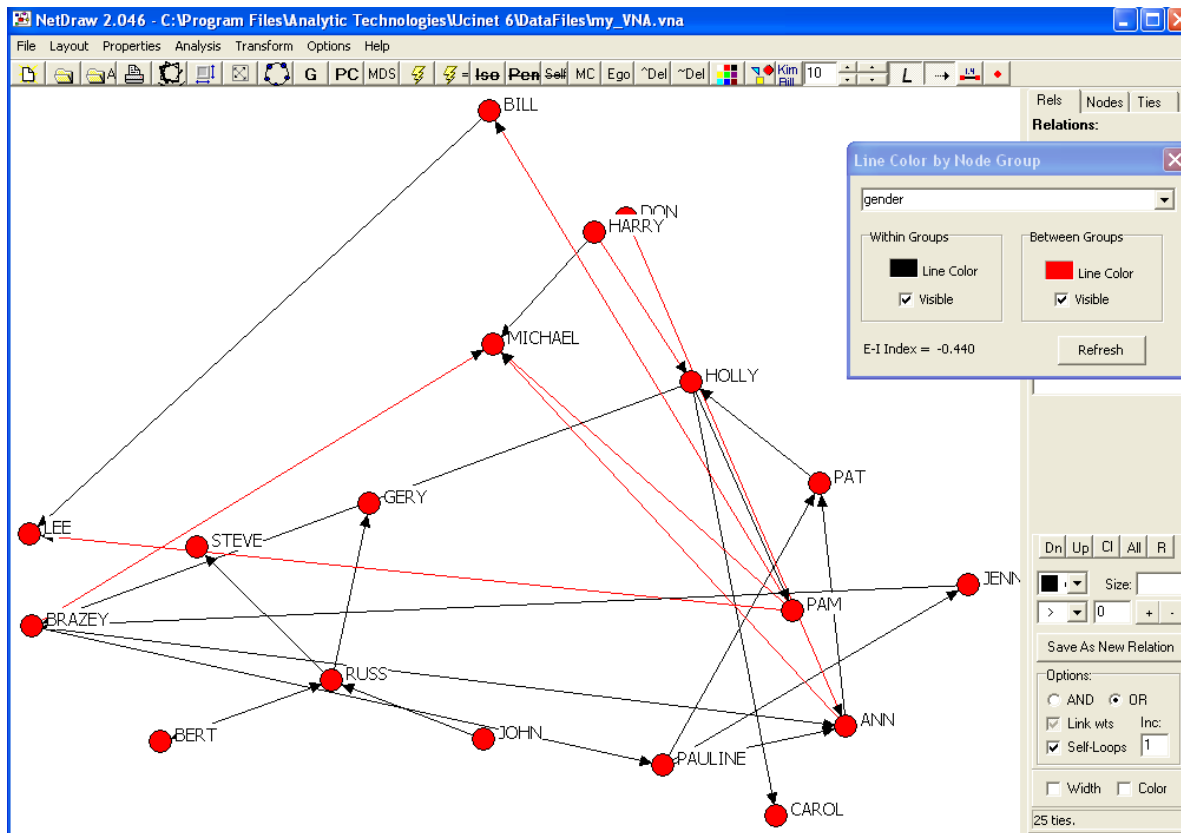 NetDraw 2.046 - C:\Program Files\Analytic Technologies\Ucinet 6\DataFiles\my_VNA.vna
File Layout Properties Analysis Transform Options Help
A G PC MDS = Iso Pen Self MC Ego ^Del ~Del Kim Bill 10 L
Rels Nodes Ties
Relations:
Line Color by Node Group
gender
Within Groups Between Groups
Line Color Line Color
Visible Visible
E-I Index = -0.440 Refresh
BILL
DON
HARRY
MICHAEL
HOLLY
PAT
GERY
LEE
STEVE
JENN
PAM
BRAZEY
RUSS
ANN
BERT
JOHN
PAULINE
CAROL
Dn Up Cl All R
Size:
> 0 + -
Save As New Relation
Options:
AND OR
Link wts Inc:
Self-Loops 1
Width Color
25 ties.